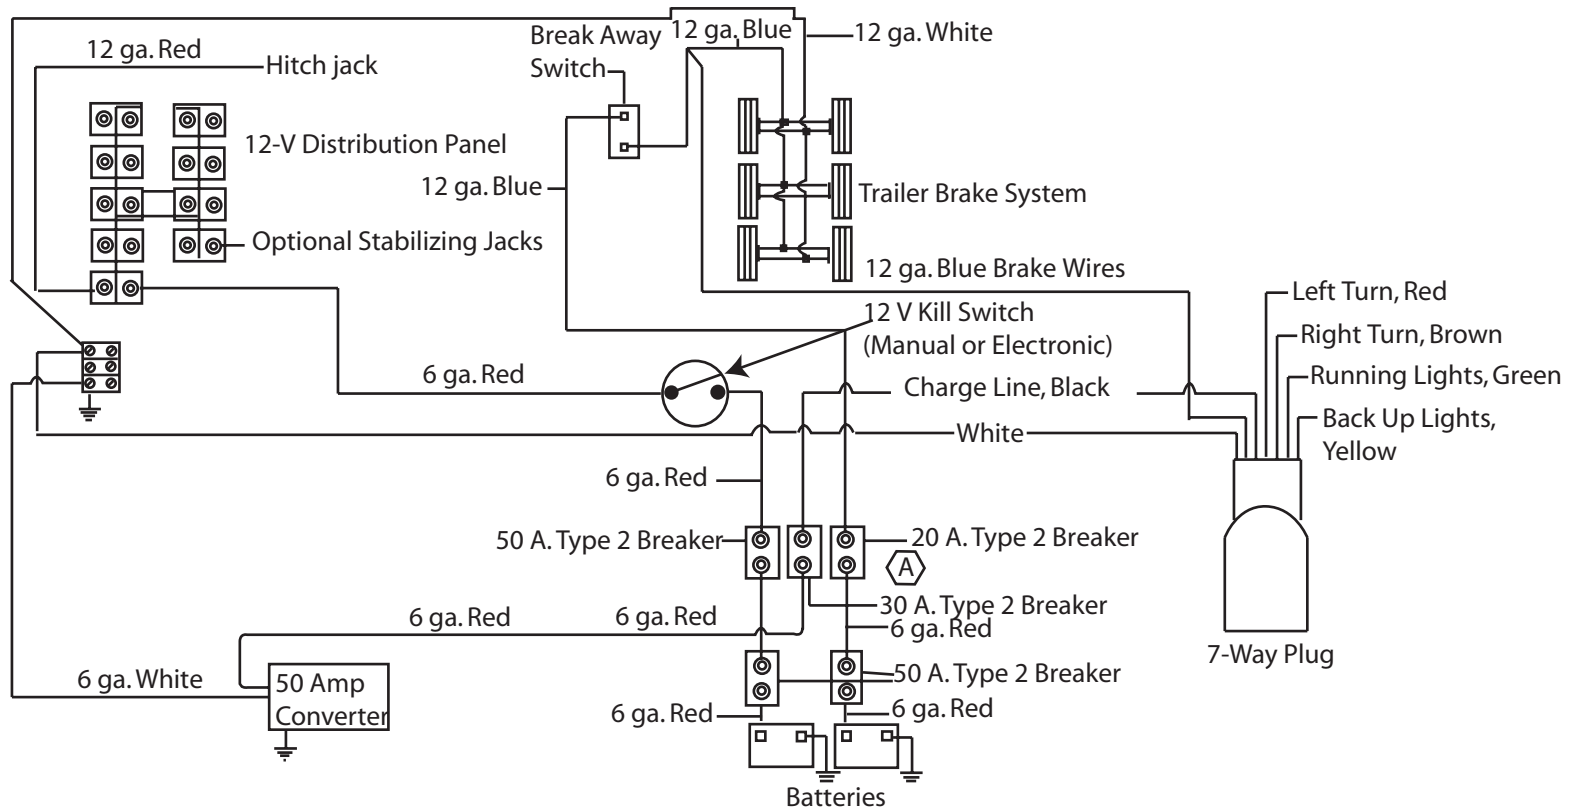 12 ga. Red
Hitch jack
Break Away
Switch
12 ga. Blue
12 ga. White
12-V Distribution Panel
12 ga. Blue
Trailer Brake System
Optional Stabilizing Jacks
12 ga. Blue Brake Wires
Left Turn, Red
12 V Kill Switch
(Manual or Electronic)
Right Turn, Brown
6 ga. Red
Charge Line, Black
Running Lights, Green
Back Up Lights,
Yellow
White
6 ga. Red
50 A. Type 2 Breaker
20 A. Type 2 Breaker
A
30 A. Type 2 Breaker
6 ga. Red
6 ga. Red
6 ga. Red
7-Way Plug
50 A. Type 2 Breaker
6 ga. White
50 Amp
Converter
6 ga. Red
6 ga. Red
Batteries